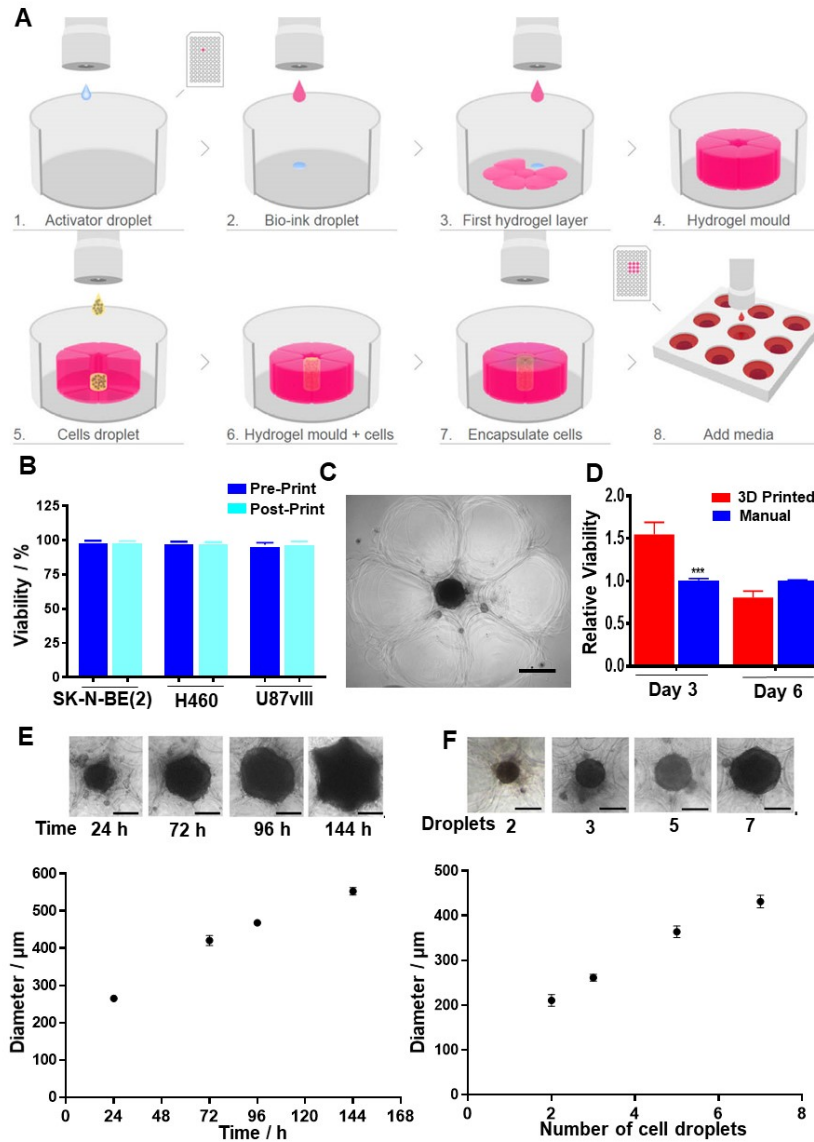 A
1. Activator droplet
2. Bio-ink droplet
3. First hydrogel layer
4. Hydrogel mould
5. Cells droplet
6. Hydrogel mould + cells
7. Encapsulate cells
8. Add media
B
Pre-Print
Post-Print
Viability / %
125
100
75
50
25
0
SK-N-BE(2) H460 U87vIII
C
D
3D Printed
Manual
Relative Viability
2.0
1.5
1.0
0.5
0.0
***
Day 3 Day 6
E
Time 24 h 72 h 96 h 144 h
Diameter / µm
600
500
400
300
200
100
0
0 24 48 72 96 120 144 168
Time / h
F
Droplets 2 3 5 7
Diameter / µm
500
400
300
200
100
0
0 2 4 6 8
Number of cell droplets